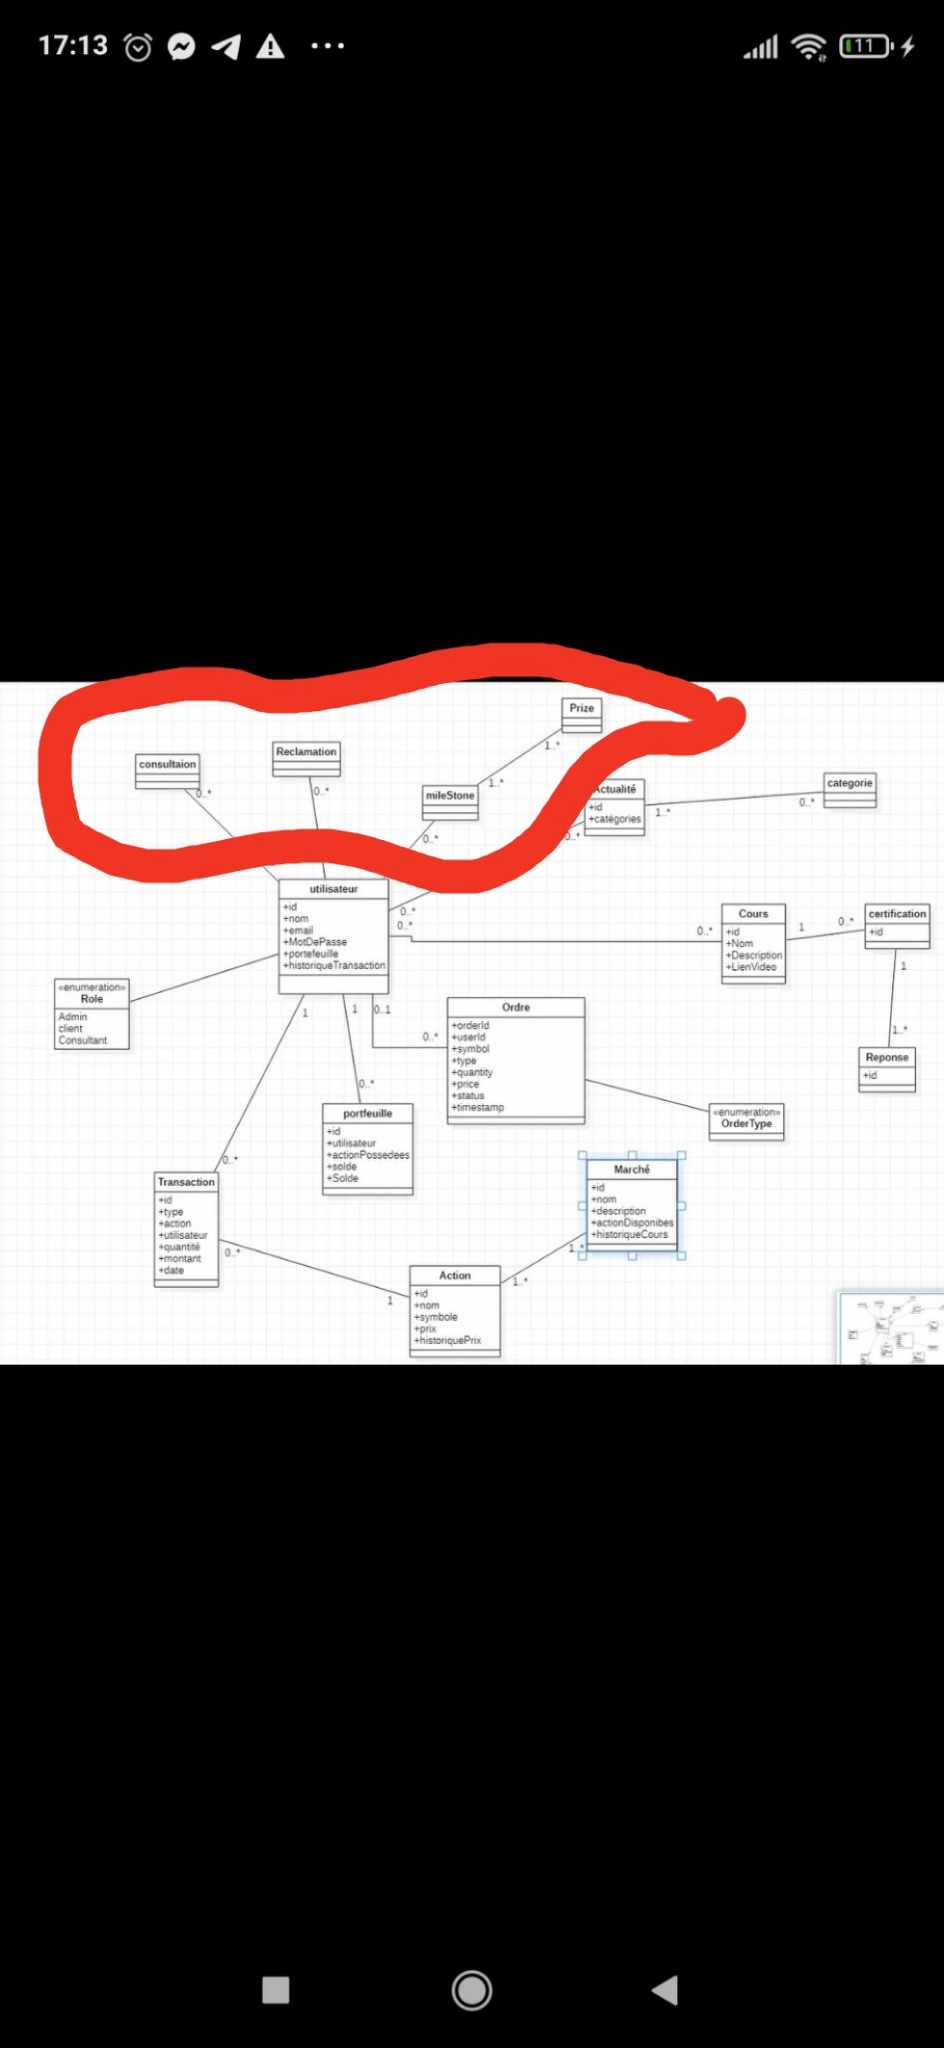 17:13
11
Prize
1..*
Reclamation
0..*
consultaion
0..*
1..*
mileStone
0..*
Actualité
+id
+catégories
0..*
1..*
0..*
categorie
utilisateur
+id
+nom
+email
+MotDePasse
+portefeuille
+historiqueTransaction
0..*
0..*
0..*
Cours
+id
+Nom
+Description
+LienVideo
1
0..*
certification
+id
1
1..*
Reponse
+id
«enumeration»
Role
Admin
client
Consultant
1
1
0..1
0..*
Ordre
+orderId
+userId
+symbol
+type
+quantity
+price
+status
+timestamp
«enumeration»
OrderType
0..*
portfeuille
+id
+utilisateur
+actionPossedees
+solde
+Solde
0..*
Transaction
+id
+type
+action
+utilisateur
+quantité
+montant
+date
0..*
1
Marché
+id
+nom
+description
+actionDisponibes
+historiqueCours
1..*
1..*
Action
+id
+nom
+symbole
+prix
+historiquePrix